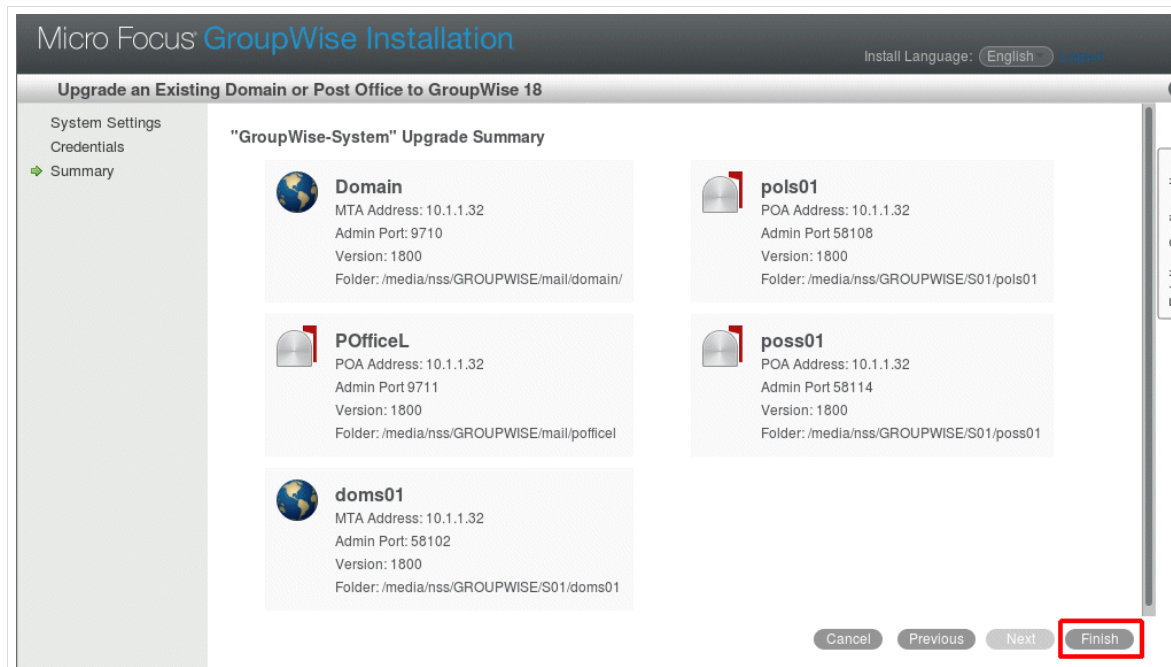 Micro Focus GroupWise Installation
Install Language: English Logout
Upgrade an Existing Domain or Post Office to GroupWise 18
System Settings
Credentials
Summary
"GroupWise-System" Upgrade Summary
Domain
MTA Address: 10.1.1.32
Admin Port: 9710
Version: 1800
Folder: /media/nss/GROUPWISE/mail/domain/
pols01
POA Address: 10.1.1.32
Admin Port 58108
Version: 1800
Folder: /media/nss/GROUPWISE/S01/pols01
POfficeL
POA Address: 10.1.1.32
Admin Port 9711
Version: 1800
Folder: /media/nss/GROUPWISE/mail/pofficel
poss01
POA Address: 10.1.1.32
Admin Port 58114
Version: 1800
Folder: /media/nss/GROUPWISE/S01/poss01
doms01
MTA Address: 10.1.1.32
Admin Port: 58102
Version: 1800
Folder: /media/nss/GROUPWISE/S01/doms01
Cancel Previous Next Finish